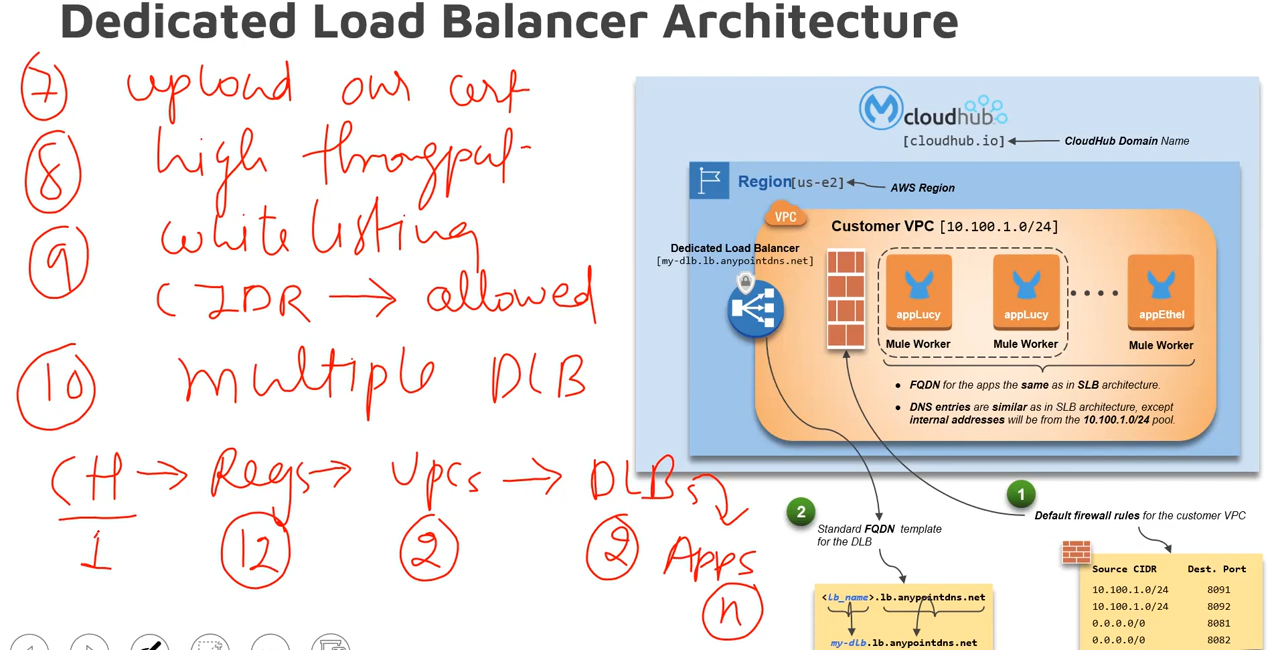 Dedicated Load Balancer Architecture
7 upload our cert
8 high throughput
9 white listing
CIDR → allowed
10 multiple DLB
CH → Regs → VPCs → DLBs
Apps
1 12 2 2
n
cloudhub
[cloudhub.io]
CloudHub Domain Name
Region[us-e2]
AWS Region
VPC
Customer VPC [10.100.1.0/24]
Dedicated Load Balancer
[my-dlb.lb.anypointdns.net]
appLucy
appLucy
appEthel
Mule Worker
Mule Worker
Mule Worker
• FQDN for the apps the same as in SLB architecture.
• DNS entries are similar as in SLB architecture, except
internal addresses will be from the 10.100.1.0/24 pool.
1
Default firewall rules for the customer VPC
2
Standard FQDN template
for the DLB
<lb_name>.lb.anypointdns.net
my-dlb.lb.anypointdns.net
Source CIDR Dest. Port
10.100.1.0/24 8091
10.100.1.0/24 8092
0.0.0.0/0 8081
0.0.0.0/0 8082